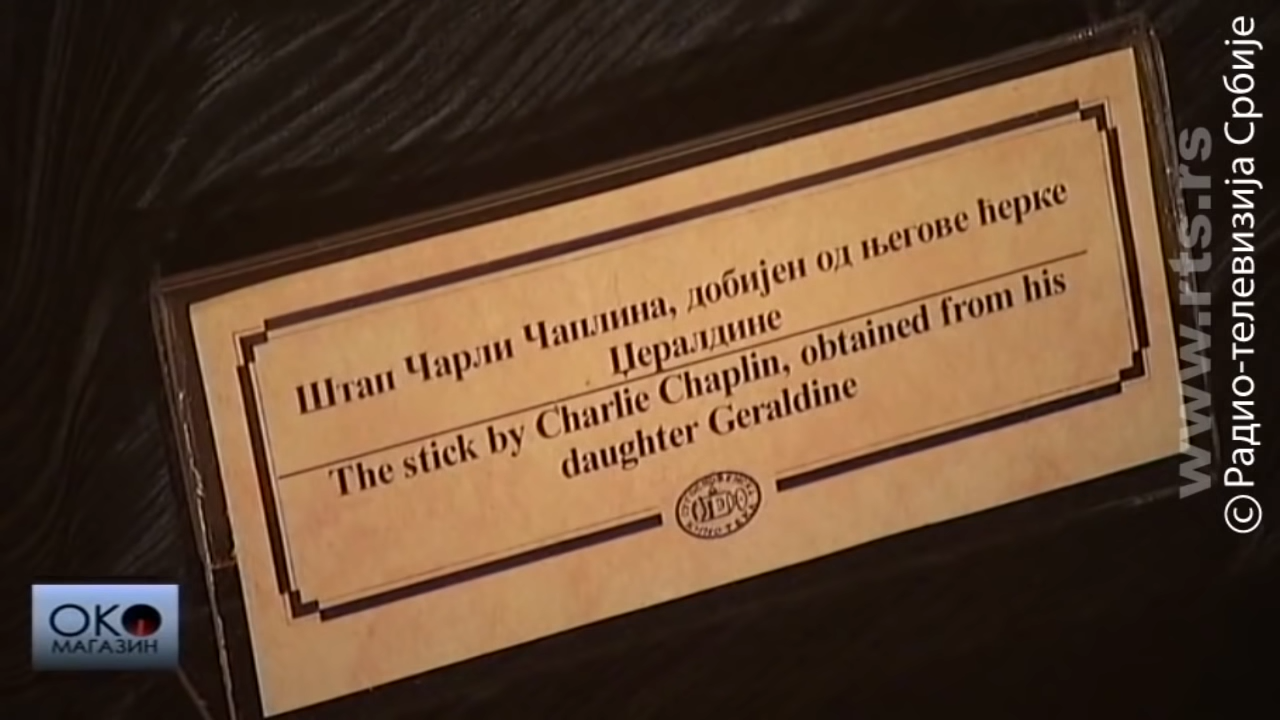 Штап Чарли Чаплина, добијен од његове ћерке
Џералдине
The stick by Charlie Chaplin, obtained from his
daughter Geraldine
ОКО
МАГАЗИН
www.rts.rs
©Радио-телевизија Србије